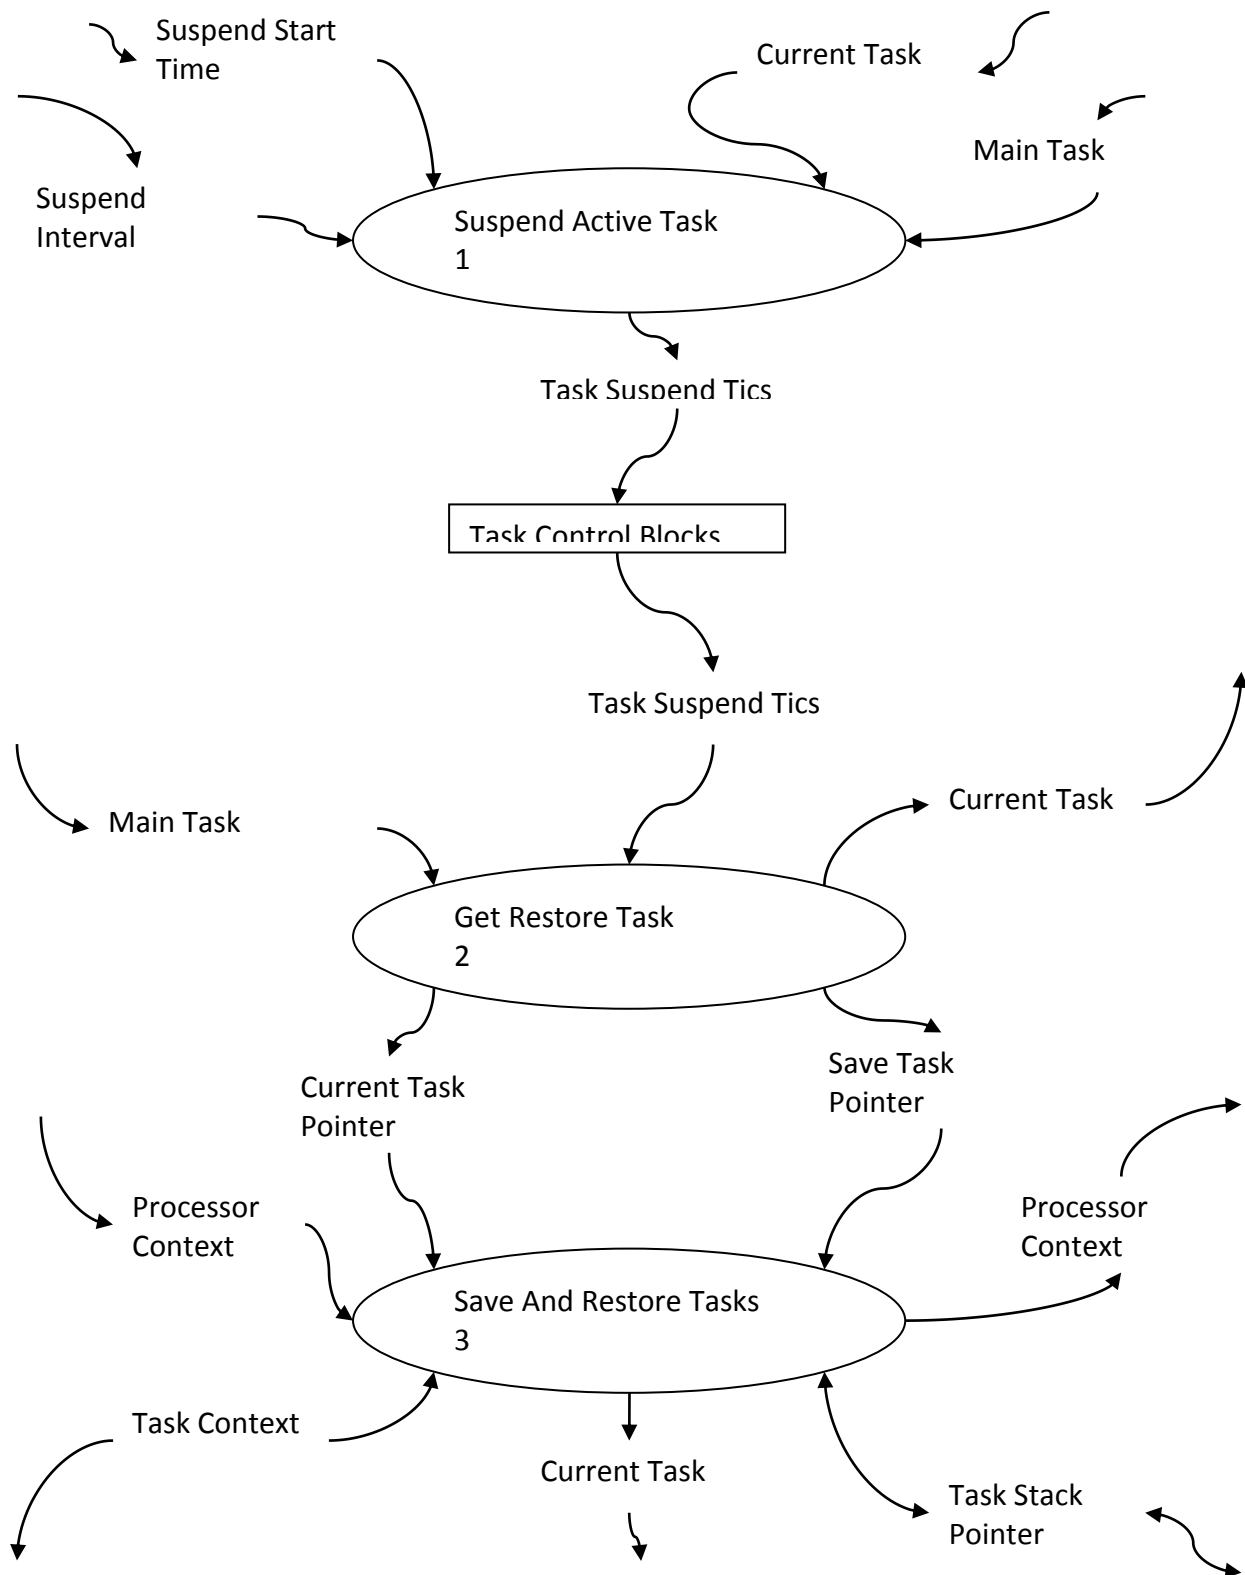 Suspend Start
Time
Current Task
Main Task
Suspend
Interval
Suspend Active Task
1
Task Suspend Tics
Task Control Blocks
Task Suspend Tics
Current Task
Main Task
Get Restore Task
2
Save Task
Pointer
Current Task
Pointer
Processor
Context
Processor
Context
Save And Restore Tasks
3
Task Context
Current Task
Task Stack
Pointer